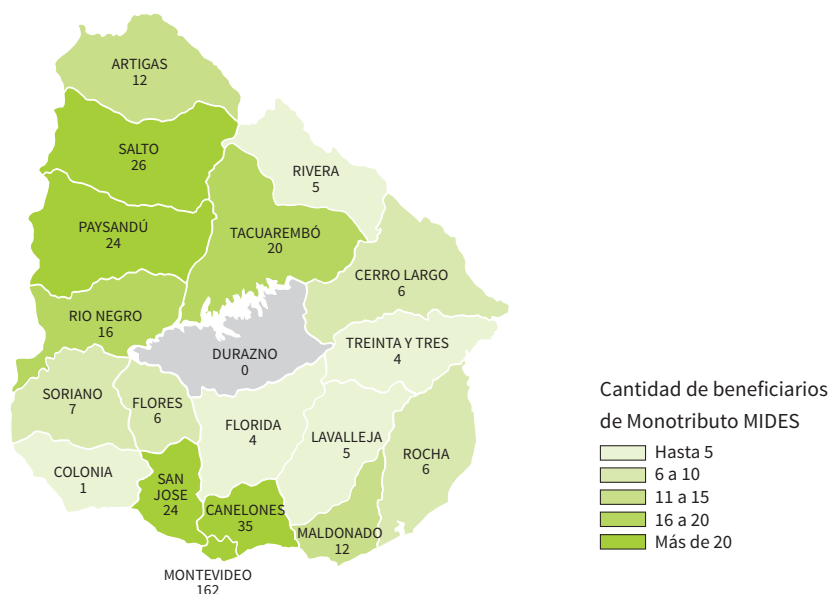 ARTIGAS
12
SALTO
26
RIVERA
5
PAYSANDÚ
24
TACUAREMBÓ
20
CERRO LARGO
6
RIO NEGRO
16
TREINTA Y TRES
4
DURAZNO
0
SORIANO
7
FLORES
6
FLORIDA
4
LAVALLEJA
5
ROCHA
6
COLONIA
1
SAN
JOSE
24
CANELONES
35
MALDONADO
12
MONTEVIDEO
162
Cantidad de beneficiarios
de Monotributo MIDES
Hasta 5
6 a 10
11 a 15
16 a 20
Más de 20